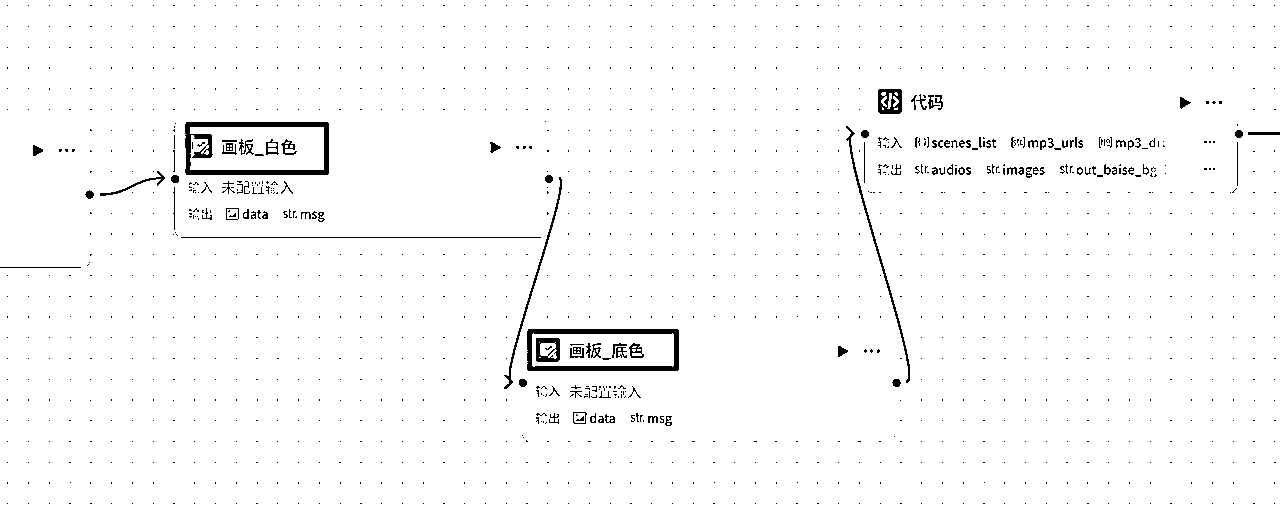 画板_白色
输入 未配置输入
输出 data str. msg
画板_底色
输入 未配置输入
输出 data str. msg
代码
输入 scenes_list mp3_urls
输出 str. audios str. images str. out_baise_bg